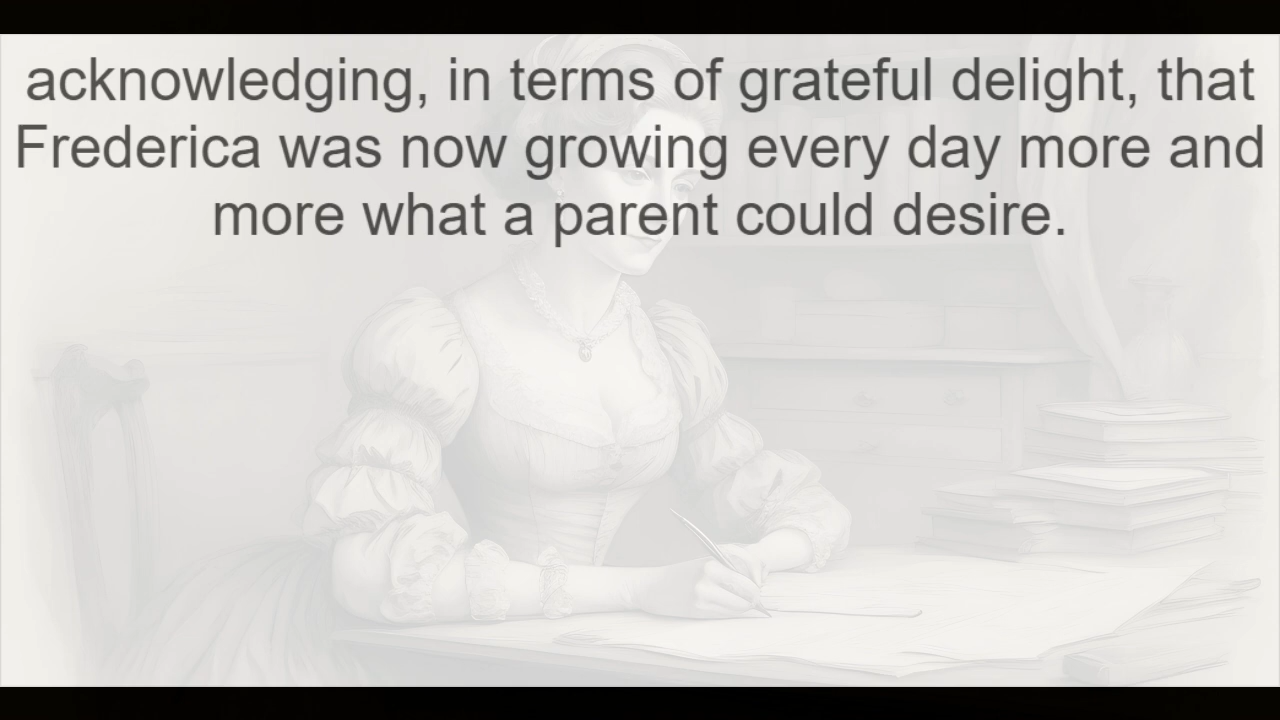 acknowledging, in terms of grateful delight, that
Frederica was now growing every day more and
more what a parent could desire.